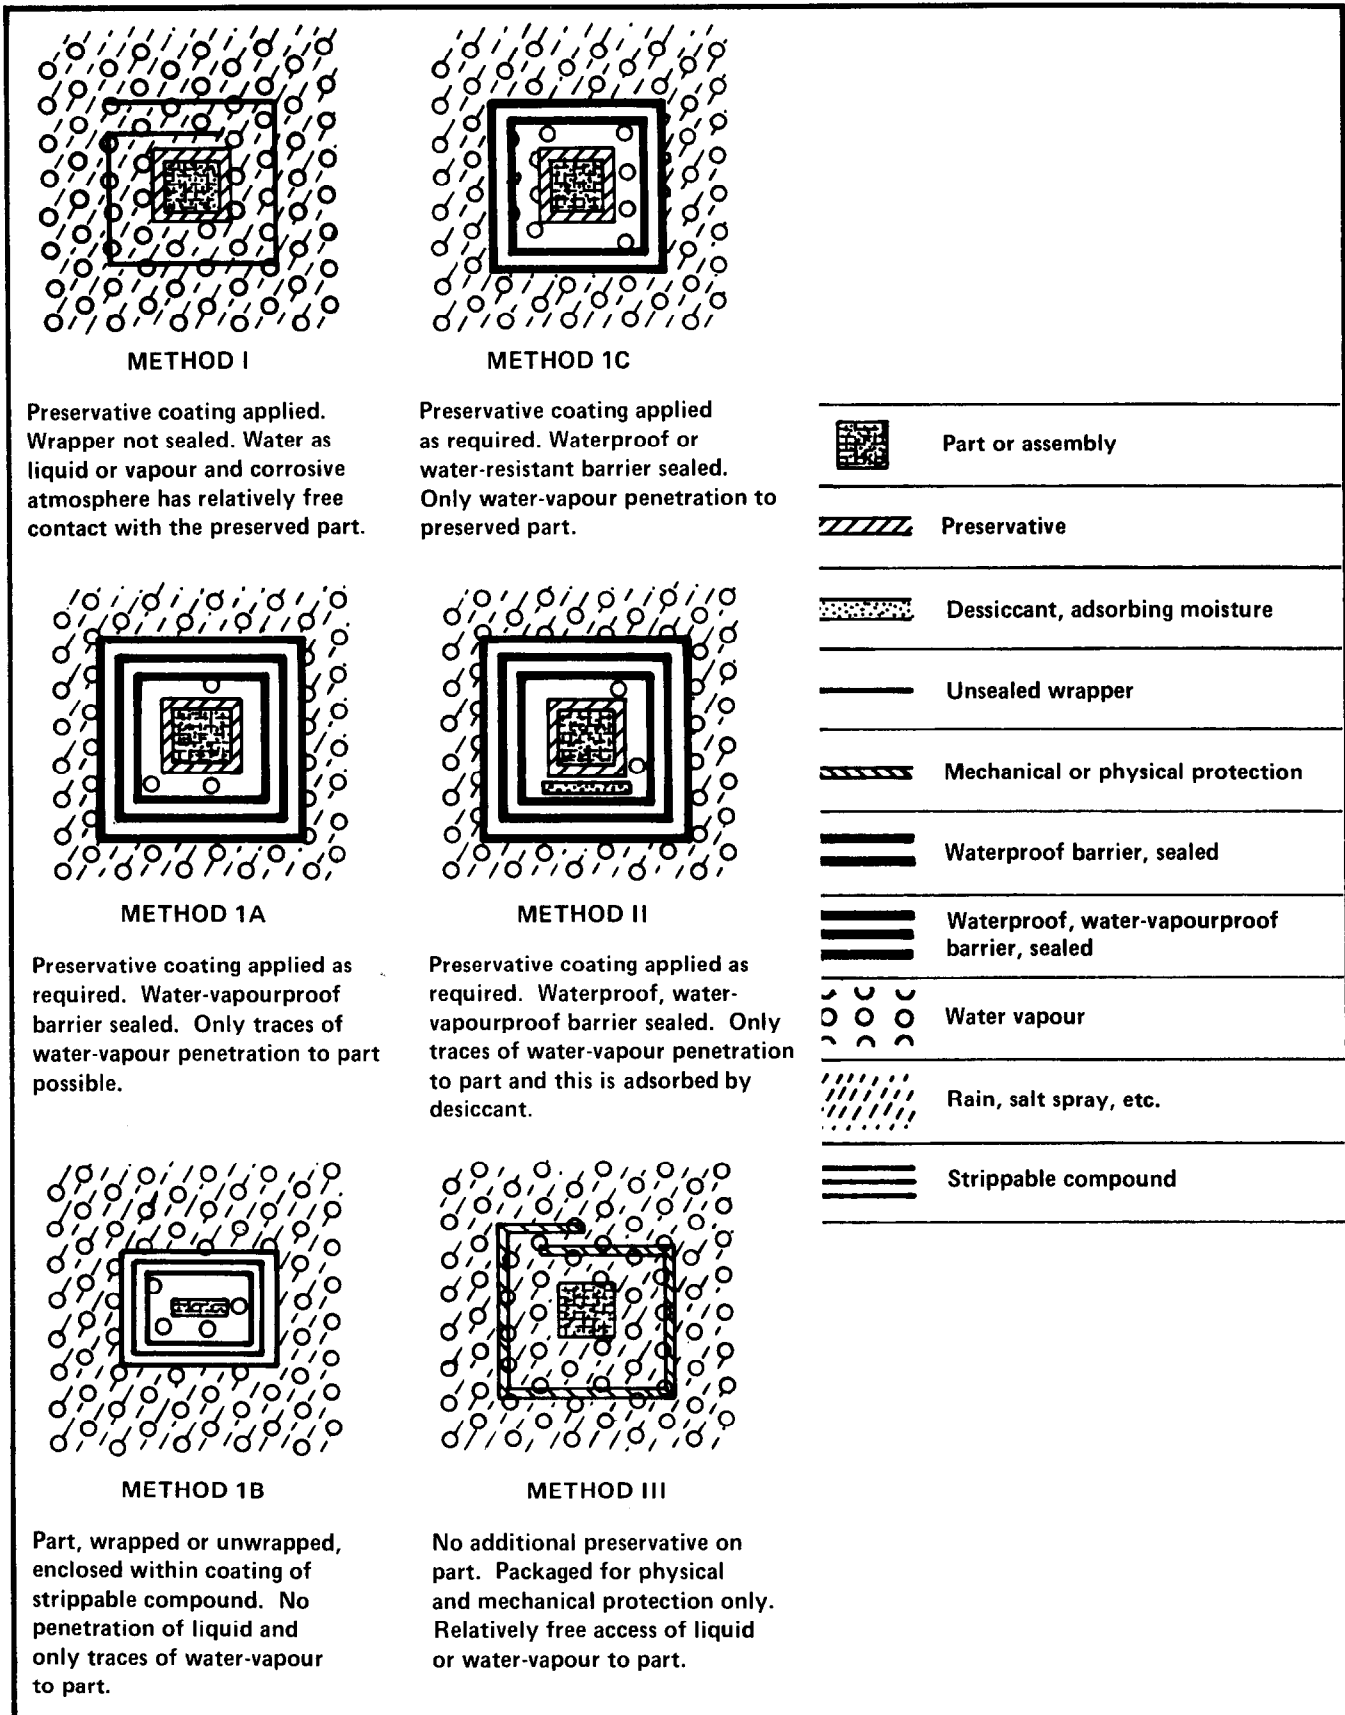 METHOD I
Preservative coating applied.
Wrapper not sealed. Water as
liquid or vapour and corrosive
atmosphere has relatively free
contact with the preserved part.
METHOD 1C
Preservative coating applied
as required. Waterproof or
water-resistant barrier sealed.
Only water-vapour penetration to
preserved part.
METHOD 1A
Preservative coating applied as
required. Water-vapourproof
barrier sealed. Only traces of
water-vapour penetration to part
possible.
METHOD II
Preservative coating applied as
required. Waterproof, water-
vapourproof barrier sealed. Only
traces of water-vapour penetration
to part and this is adsorbed by
desiccant.
METHOD 1B
Part, wrapped or unwrapped,
enclosed within coating of
strippable compound. No
penetration of liquid and
only traces of water-vapour
to part.
METHOD III
No additional preservative on
part. Packaged for physical
and mechanical protection only.
Relatively free access of liquid
or water-vapour to part.
Part or assembly
Preservative
Dessiccant, adsorbing moisture
Unsealed wrapper
Mechanical or physical protection
Waterproof barrier, sealed
Waterproof, water-vapourproof
barrier, sealed
Water vapour
Rain, salt spray, etc.
Strippable compound